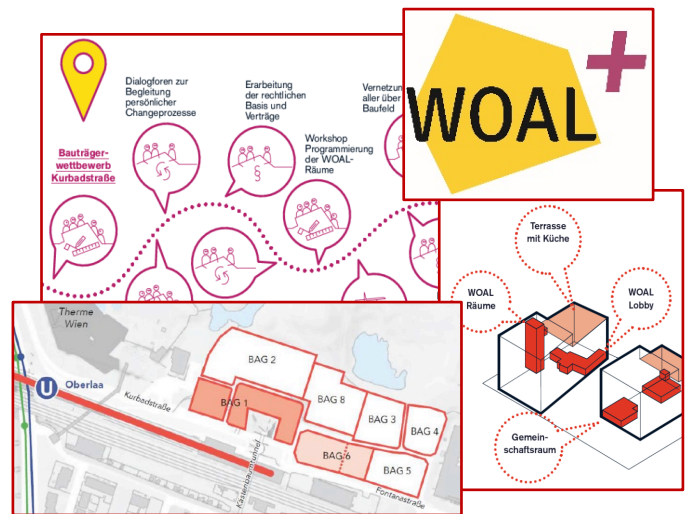 WOAL+
Dialogforen zur
Begleitung
persönlicher
Changeprozesse
Erarbeitung
der rechtlichen
Basis und
Verträge
aller über
Baufeld
Workshop
Programmierung
der WOAL-
Räume
Bauträger-
wettbewerb
Kurbadstraße
§
Terrasse
mit Küche
WOAL
Räume
WOAL
Lobby
Gemein-
schaftsraum
Therme
Wien
U Oberlaa
Kurbadstraße
BAG 2
BAG 1
BAG 8
BAG 3
BAG 4
BAG 6
BAG 5
Kästenbaumtunnel
Fontanastraße